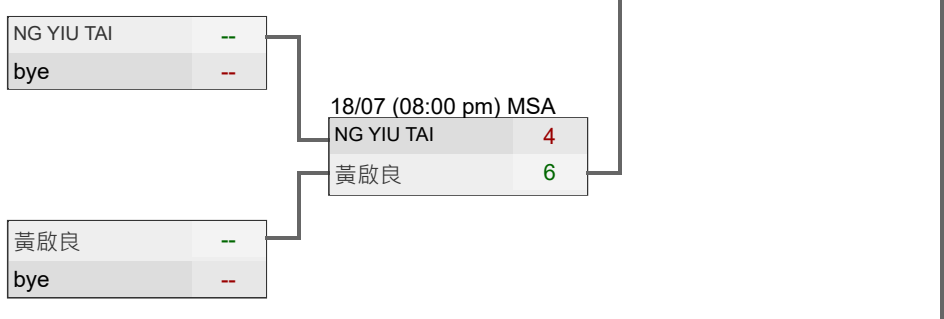 NG YIU TAI --
bye --
18/07 (08:00 pm) MSA
NG YIU TAI 4
黃啟良 6
黃啟良 --
bye --